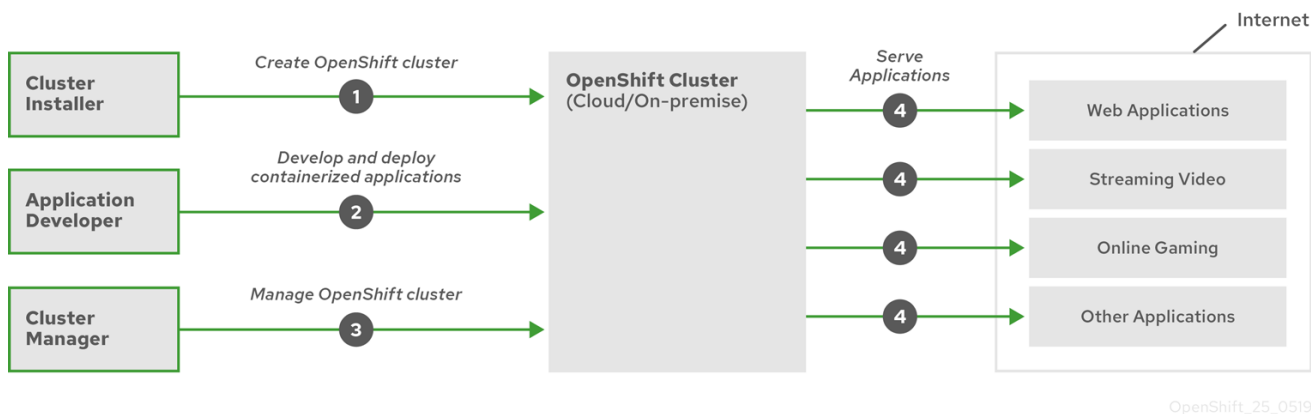 Internet
Cluster
Installer
Create OpenShift cluster
1
OpenShift Cluster
(Cloud/On-premise)
Serve
Applications
4
Web Applications
Application
Developer
Develop and deploy
containerized applications
2
4
Streaming Video
4
Online Gaming
Cluster
Manager
Manage OpenShift cluster
3
4
Other Applications
OpenShift_25_0519